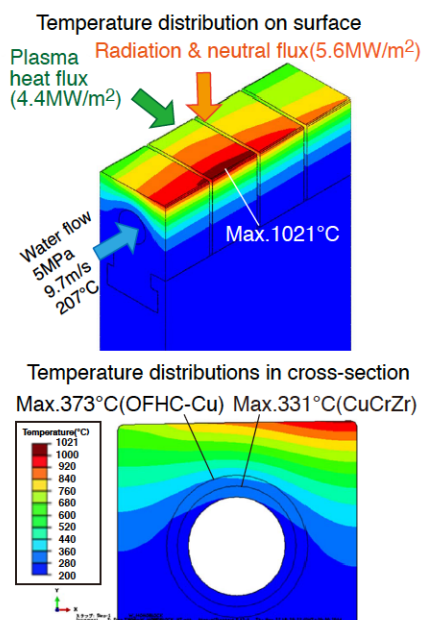 Temperature distribution on surface
Plasma
heat flux
(4.4MW/m²)
Radiation & neutral flux(5.6MW/m²)
Water flow
5MPa
9.7m/s
207°C
Max.1021°C
Temperature distributions in cross-section
Max.373°C(OFHC-Cu)
Max.331°C(CuCrZr)
Temperature(°C)
1021
1000
920
840
760
680
600
520
440
360
280
200
Y
Z
X